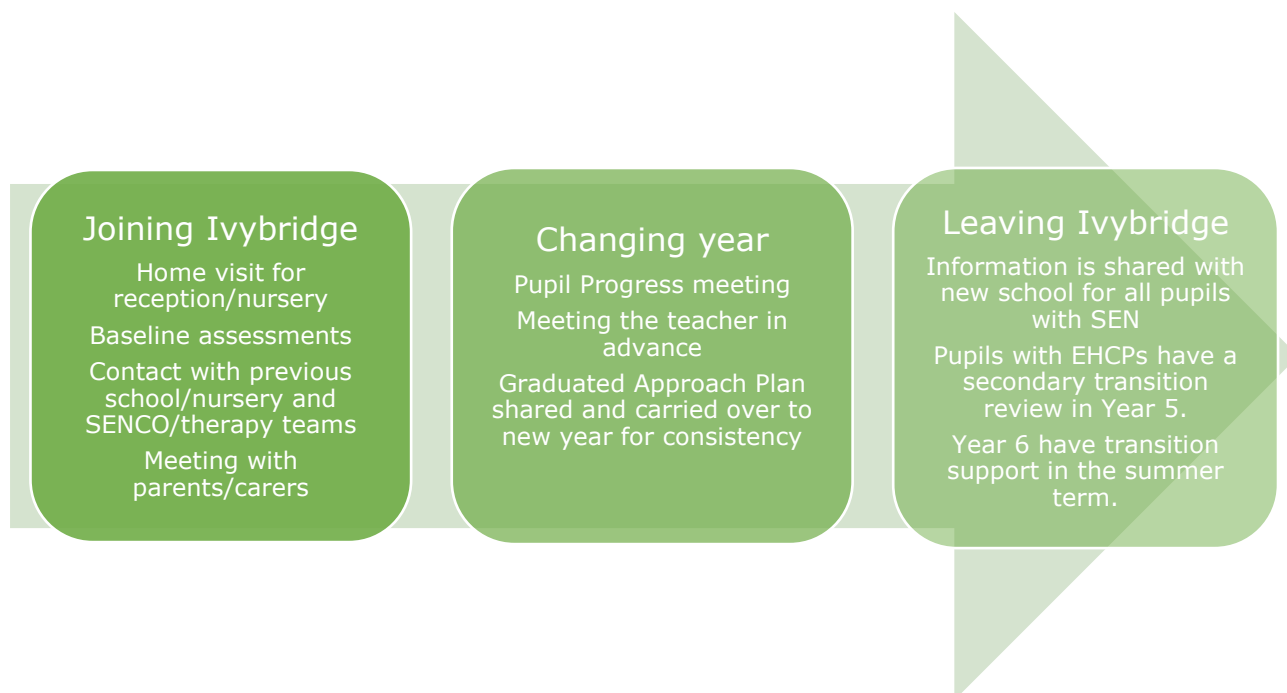 Joining Ivybridge
Home visit for
reception/nursery
Baseline assessments
Contact with previous
school/nursery and
SENCO/therapy teams
Meeting with
parents/carers
Changing year
Pupil Progress meeting
Meeting the teacher in
advance
Graduated Approach Plan
shared and carried over to
new year for consistency
Leaving Ivybridge
Information is shared with
new school for all pupils
with SEN
Pupils with EHCPs have a
secondary transition
review in Year 5.
Year 6 have transition
support in the summer
term.